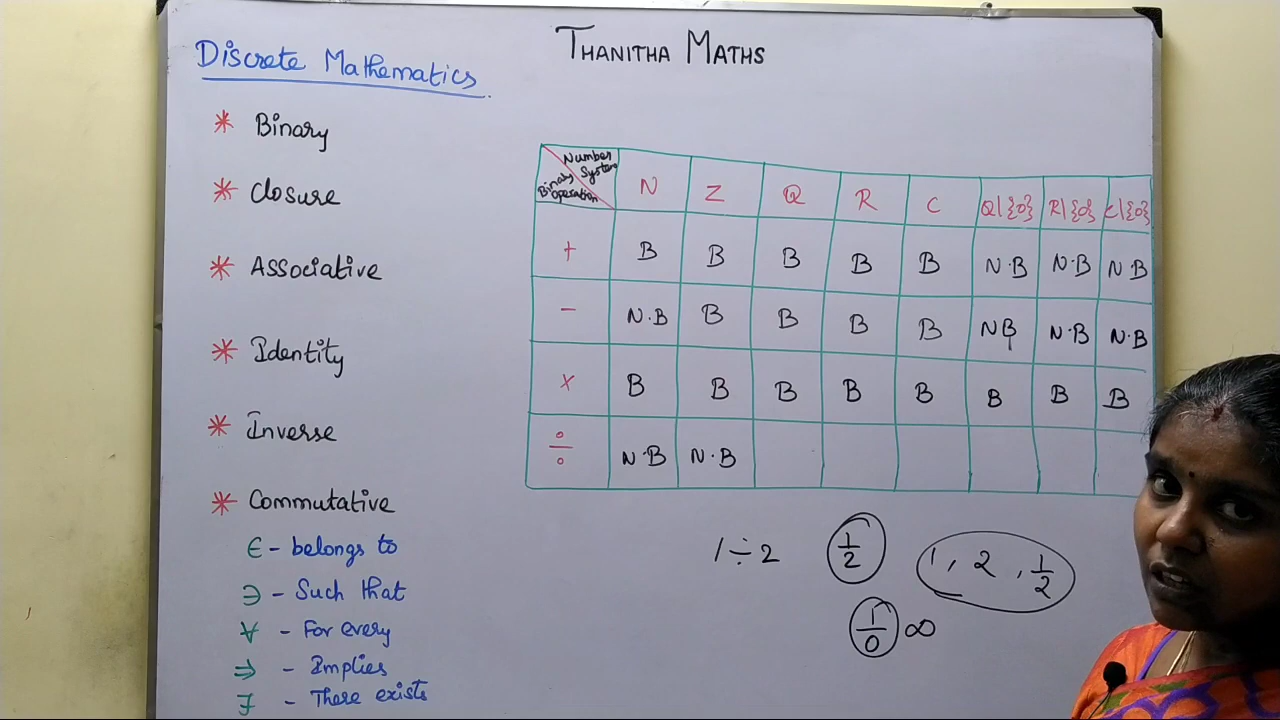 THANITHA MATHS
Discrete Mathematics
* Binary
* Closure
* Associative
* Identity
* Inverse
* Commutative
∈ - belongs to
∋ - Such that
∀ - For every
⇒ - Implies
∃ - There exists
Number System
Binary operation
N Z Q R C Q\{0} R\{0} C\{0}
+ B B B B B N·B N·B N·B
- N·B B B B B NB N·B N·B
× B B B B B B B B
÷ N·B N·B
1 ÷ 2 1/2 1, 2, 1/2
1/0 ∞